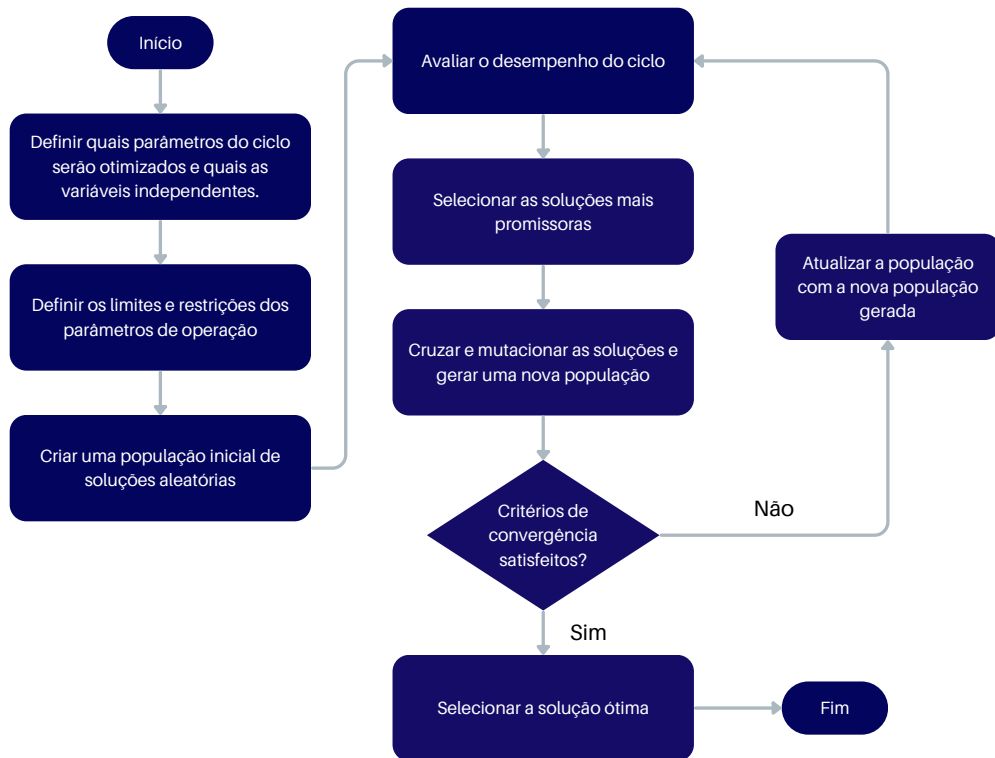 Início
Definir quais parâmetros do ciclo
serão otimizados e quais as
variáveis independentes.
Definir os limites e restrições dos
parâmetros de operação
Criar uma população inicial de
soluções aleatórias
Avaliar o desempenho do ciclo
Selecionar as soluções mais
promissoras
Cruzar e mutacionar as soluções e
gerar uma nova população
Critérios de
convergência
satisfeitos?
Não
Atualizar a população
com a nova população
gerada
Sim
Selecionar a solução ótima
Fim